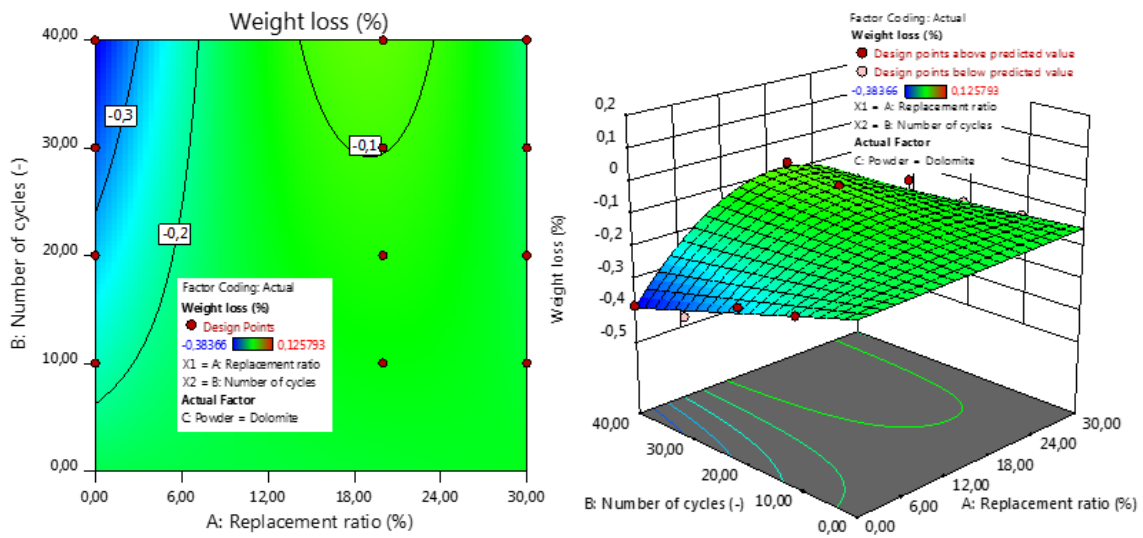 Weight loss (%)
40,00
30,00
20,00
10,00
0,00
B: Number of cycles (-)
-0,3
-0,2
-0,1
Factor Coding: Actual
Weight loss (%)
Design Points
-0,38366 0,125793
X1 = A: Replacement ratio
X2 = B: Number of cycles
Actual Factor
C: Powder = Dolomite
0,00 6,00 12,00 18,00 24,00 30,00
A: Replacement ratio (%)
Factor Coding: Actual
Weight loss (%)
Design points above predicted value
Design points below predicted value
-0,38366 0,125793
X1 = A: Replacement ratio
X2 = B: Number of cycles
Actual Factor
C: Powder = Dolomite
0,2
0,1
0
-0,1
-0,2
-0,3
-0,4
-0,5
Weight loss (%)
40,00
30,00
20,00
10,00
0,00
B: Number of cycles (-)
0,00
6,00
12,00
18,00
24,00
30,00
A: Replacement ratio (%)